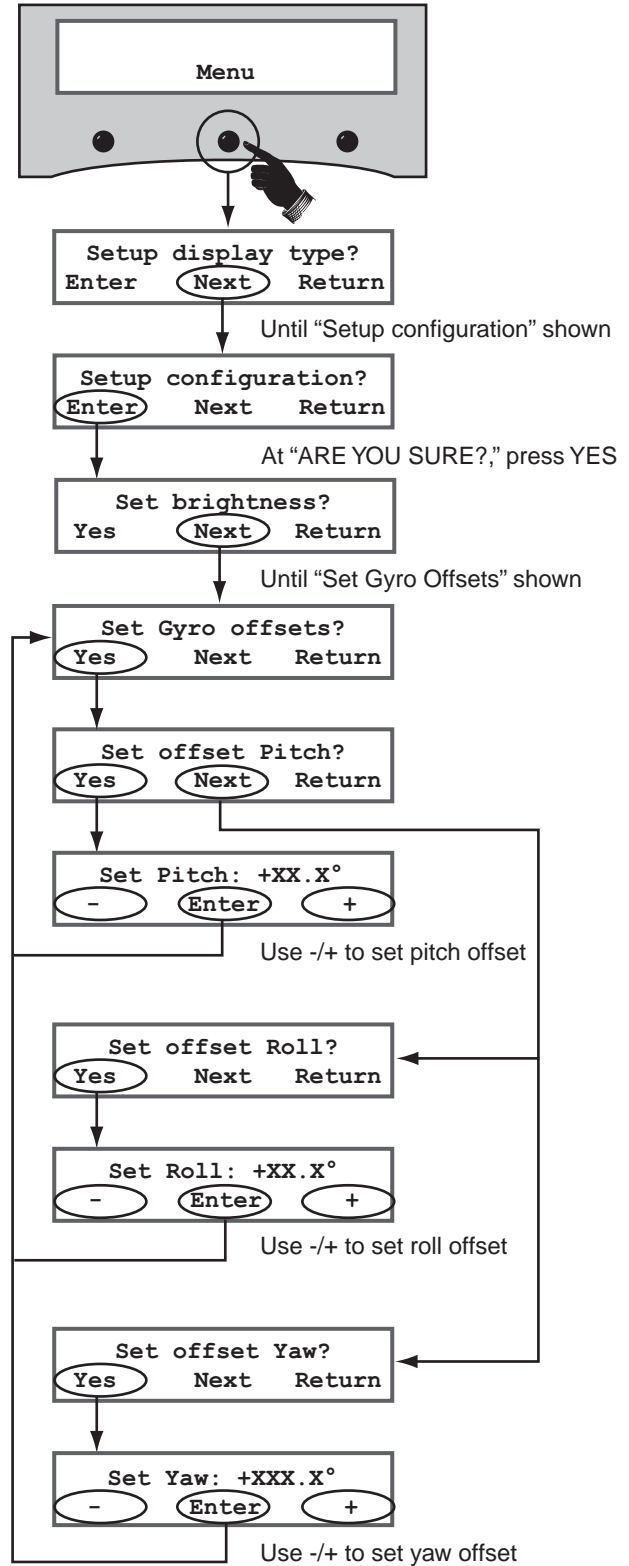 Menu
Setup display type?
Enter Next Return
Until “Setup configuration” shown
Setup configuration?
Enter Next Return
At “ARE YOU SURE?,” press YES
Set brightness?
Yes Next Return
Until “Set Gyro Offsets” shown
Set Gyro offsets?
Yes Next Return
Set offset Pitch?
Yes Next Return
Set Pitch: +XX.X°
- Enter +
Use -/+ to set pitch offset
Set offset Roll?
Yes Next Return
Set Roll: +XX.X°
- Enter +
Use -/+ to set roll offset
Set offset Yaw?
Yes Next Return
Set Yaw: +XXX.X°
- Enter +
Use -/+ to set yaw offset